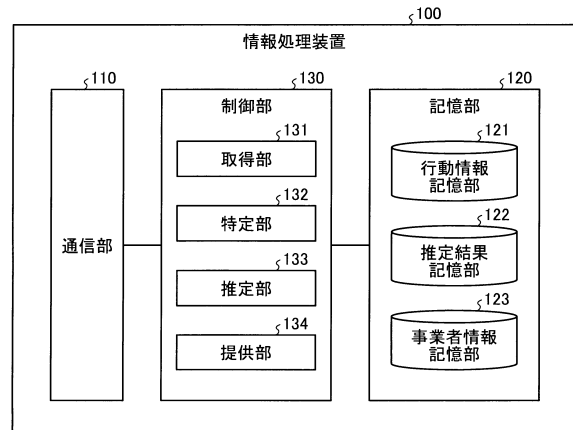 100
情報処理装置
110
通信部
130
制御部
131
取得部
132
特定部
133
推定部
134
提供部
120
記憶部
121
行動情報
記憶部
122
推定結果
記憶部
123
事業者情報
記憶部